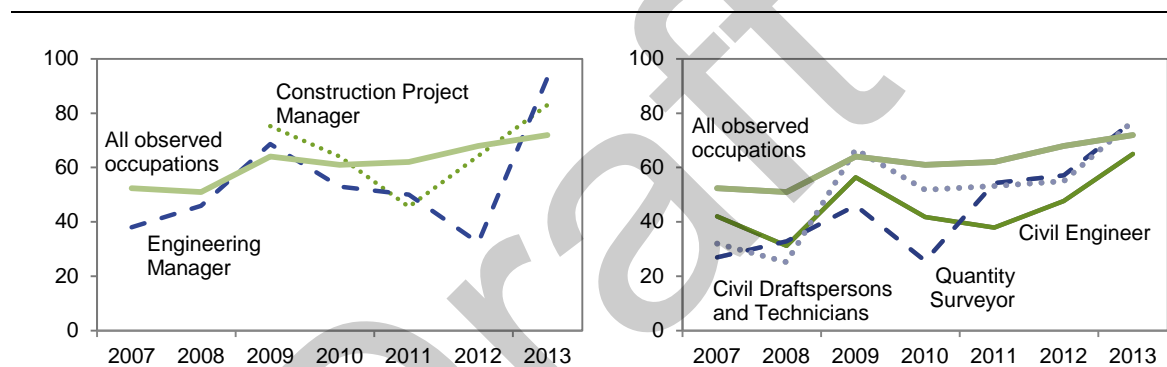 100
80
60
40
20
0
Construction Project
Manager
All observed
occupations
Engineering
Manager
2007 2008 2009 2010 2011 2012 2013
100
80
60
40
20
0
All observed
occupations
Civil Engineer
Quantity
Surveyor
Civil Draftspersons
and Technicians
2007 2008 2009 2010 2011 2012 2013
Draft